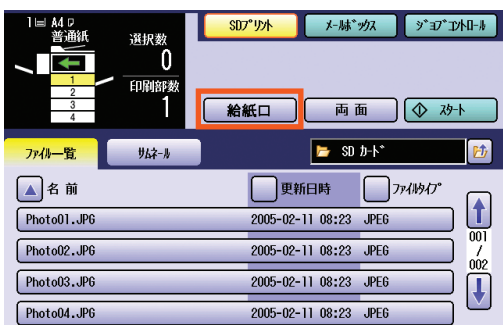 1 A4
普通紙
1
2
3
4
選択数
0
印刷部数
1
SDﾌﾟﾘﾝﾄ
ﾒｰﾙﾎﾞｯｸｽ
ｼﾞｮﾌﾞｺﾝﾄﾛｰﾙ
給紙口
両面
ｽﾀｰﾄ
ﾌｧｲﾙ一覧
ｻﾑﾈｰﾙ
SD ｶｰﾄﾞ
名前 更新日時 ﾌｧｲﾙﾀｲﾌﾟ
Photo01.JPG 2005-02-11 08:23 JPEG
Photo02.JPG 2005-02-11 08:23 JPEG
Photo03.JPG 2005-02-11 08:23 JPEG
Photo04.JPG 2005-02-11 08:23 JPEG
001
/
002